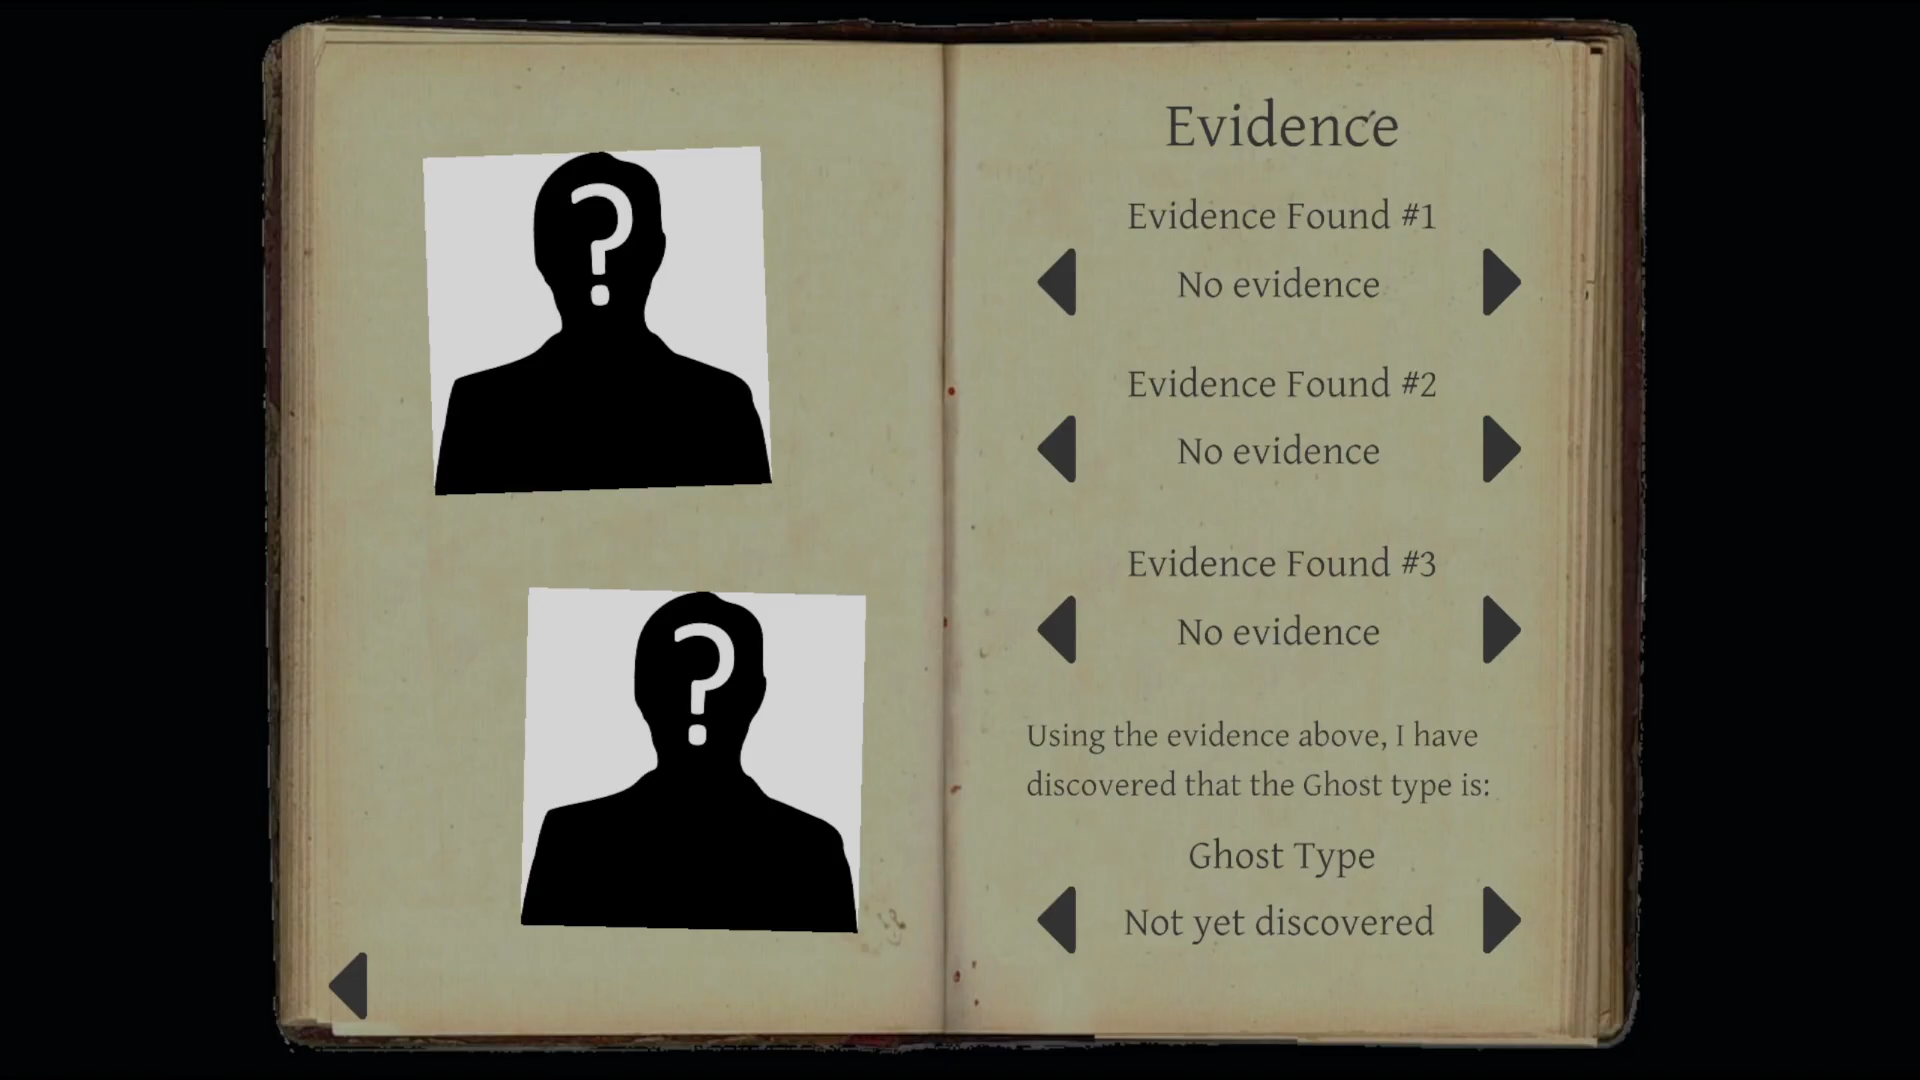 ?
?
Evidence
Evidence Found #1
No evidence
Evidence Found #2
No evidence
Evidence Found #3
No evidence
Using the evidence above, I have
discovered that the Ghost type is:
Ghost Type
Not yet discovered